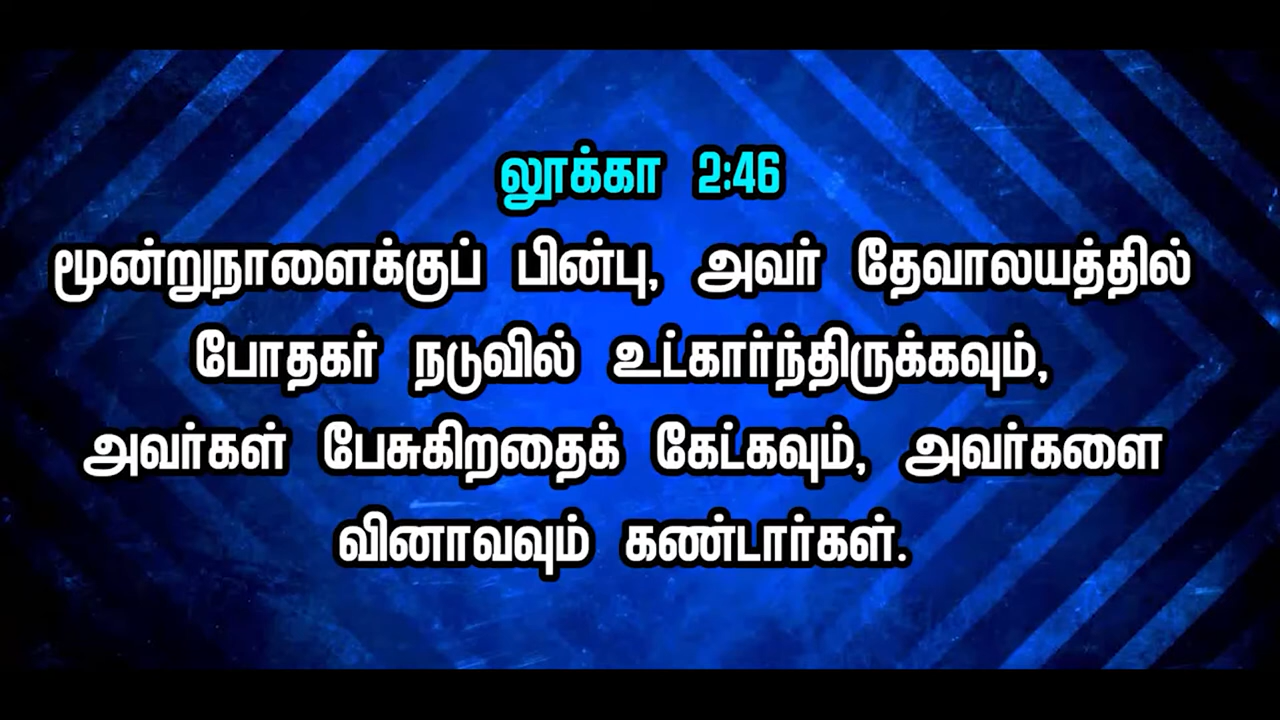 லூக்கா 2:46
மூன்றுநாளைக்குப் பின்பு, அவர் தேவாலயத்தில்
போதகர் நடுவில் உட்கார்ந்திருக்கவும்,
அவர்கள் பேசுகிறதைக் கேட்கவும், அவர்களை
வினாவவும் கண்டார்கள்.